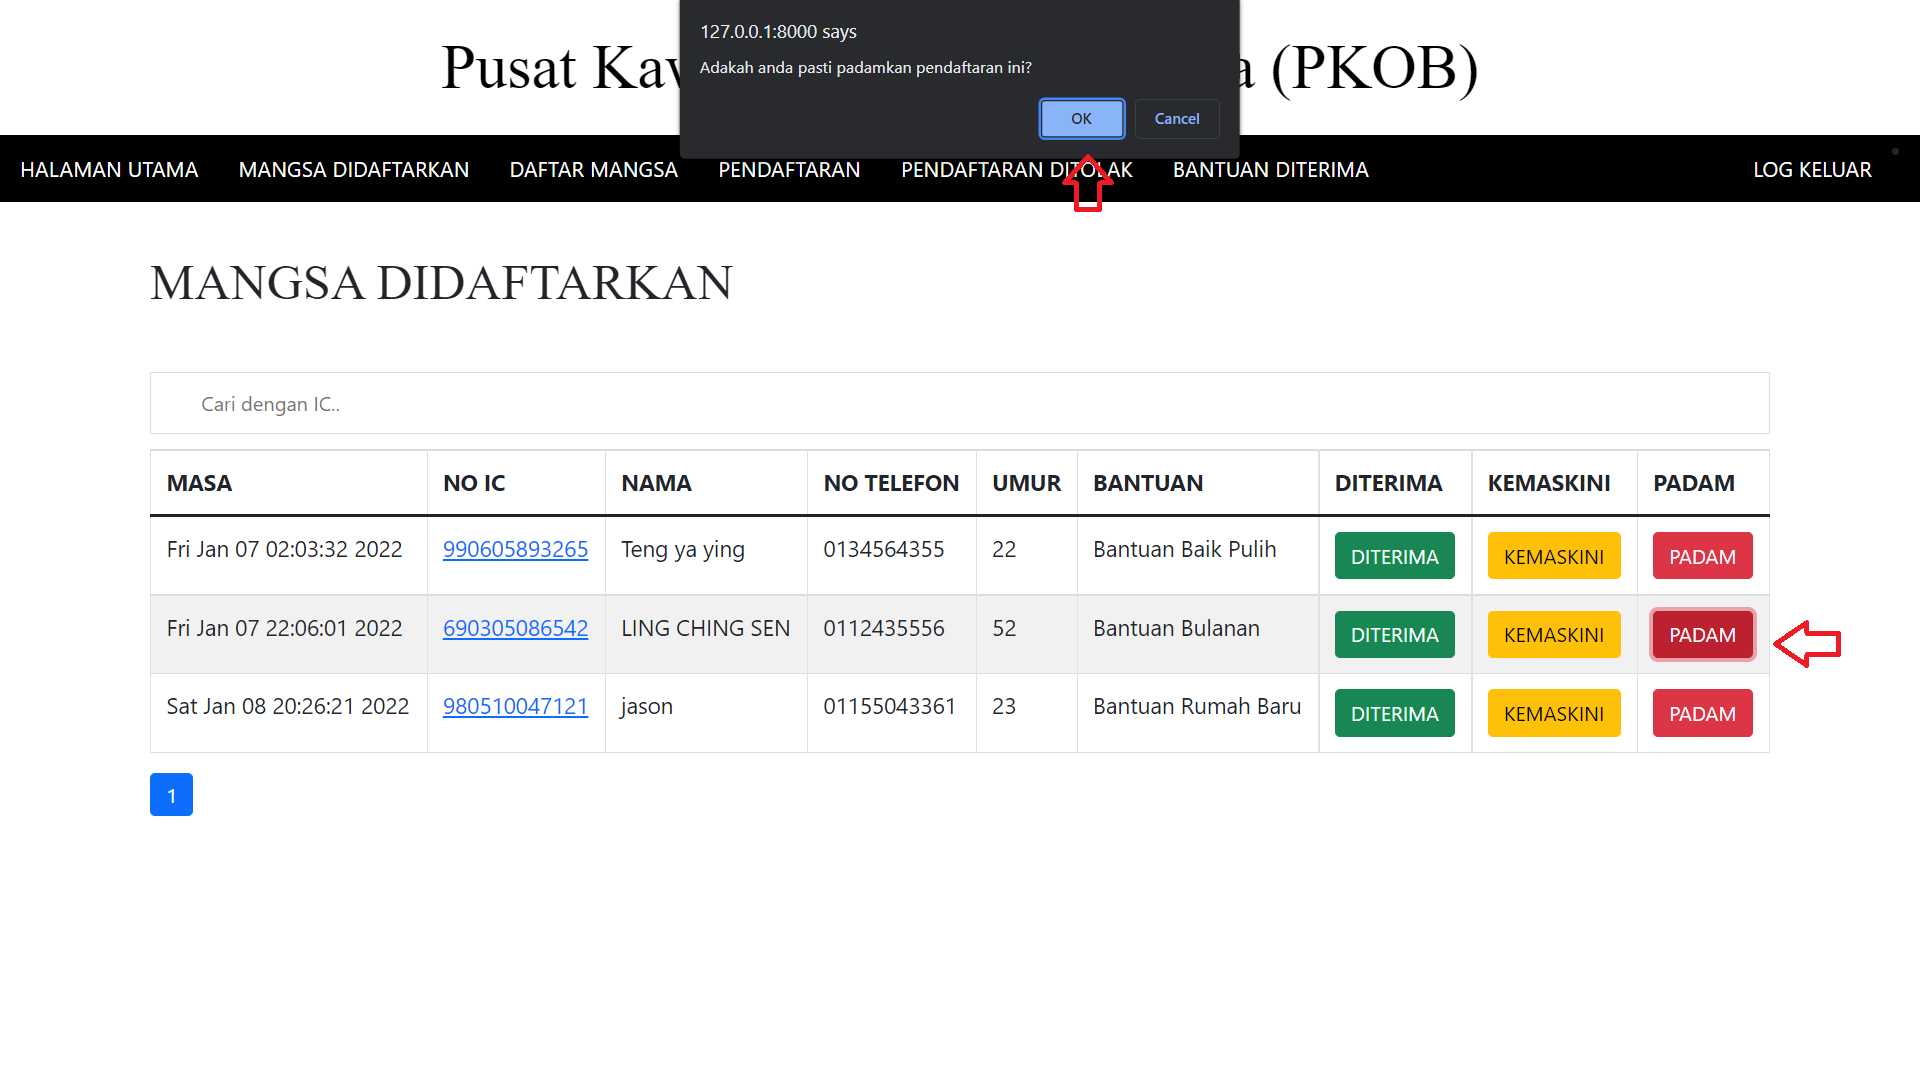 127.0.0.1:8000 says
Adakah anda pasti padamkan pendaftaran ini?
OK Cancel
Pusat (PKOB)
HALAMAN UTAMA MANGSA DIDAFTARKAN DAFTAR MANGSA PENDAFTARAN PENDAFTARAN DITOLAK BANTUAN DITERIMA LOG KELUAR
MANGSA DIDAFTARKAN
Cari dengan IC..
MASA NO IC NAMA NO TELEFON UMUR BANTUAN DITERIMA KEMASKINI PADAM
Fri Jan 07 02:03:32 2022 990605893265 Teng ya ying 0134564355 22 Bantuan Baik Pulih DITERIMA KEMASKINI PADAM
Fri Jan 07 22:06:01 2022 690305086542 LING CHING SEN 0112435556 52 Bantuan Bulanan DITERIMA KEMASKINI PADAM
Sat Jan 08 20:26:21 2022 980510047121 jason 01155043361 23 Bantuan Rumah Baru DITERIMA KEMASKINI PADAM
1